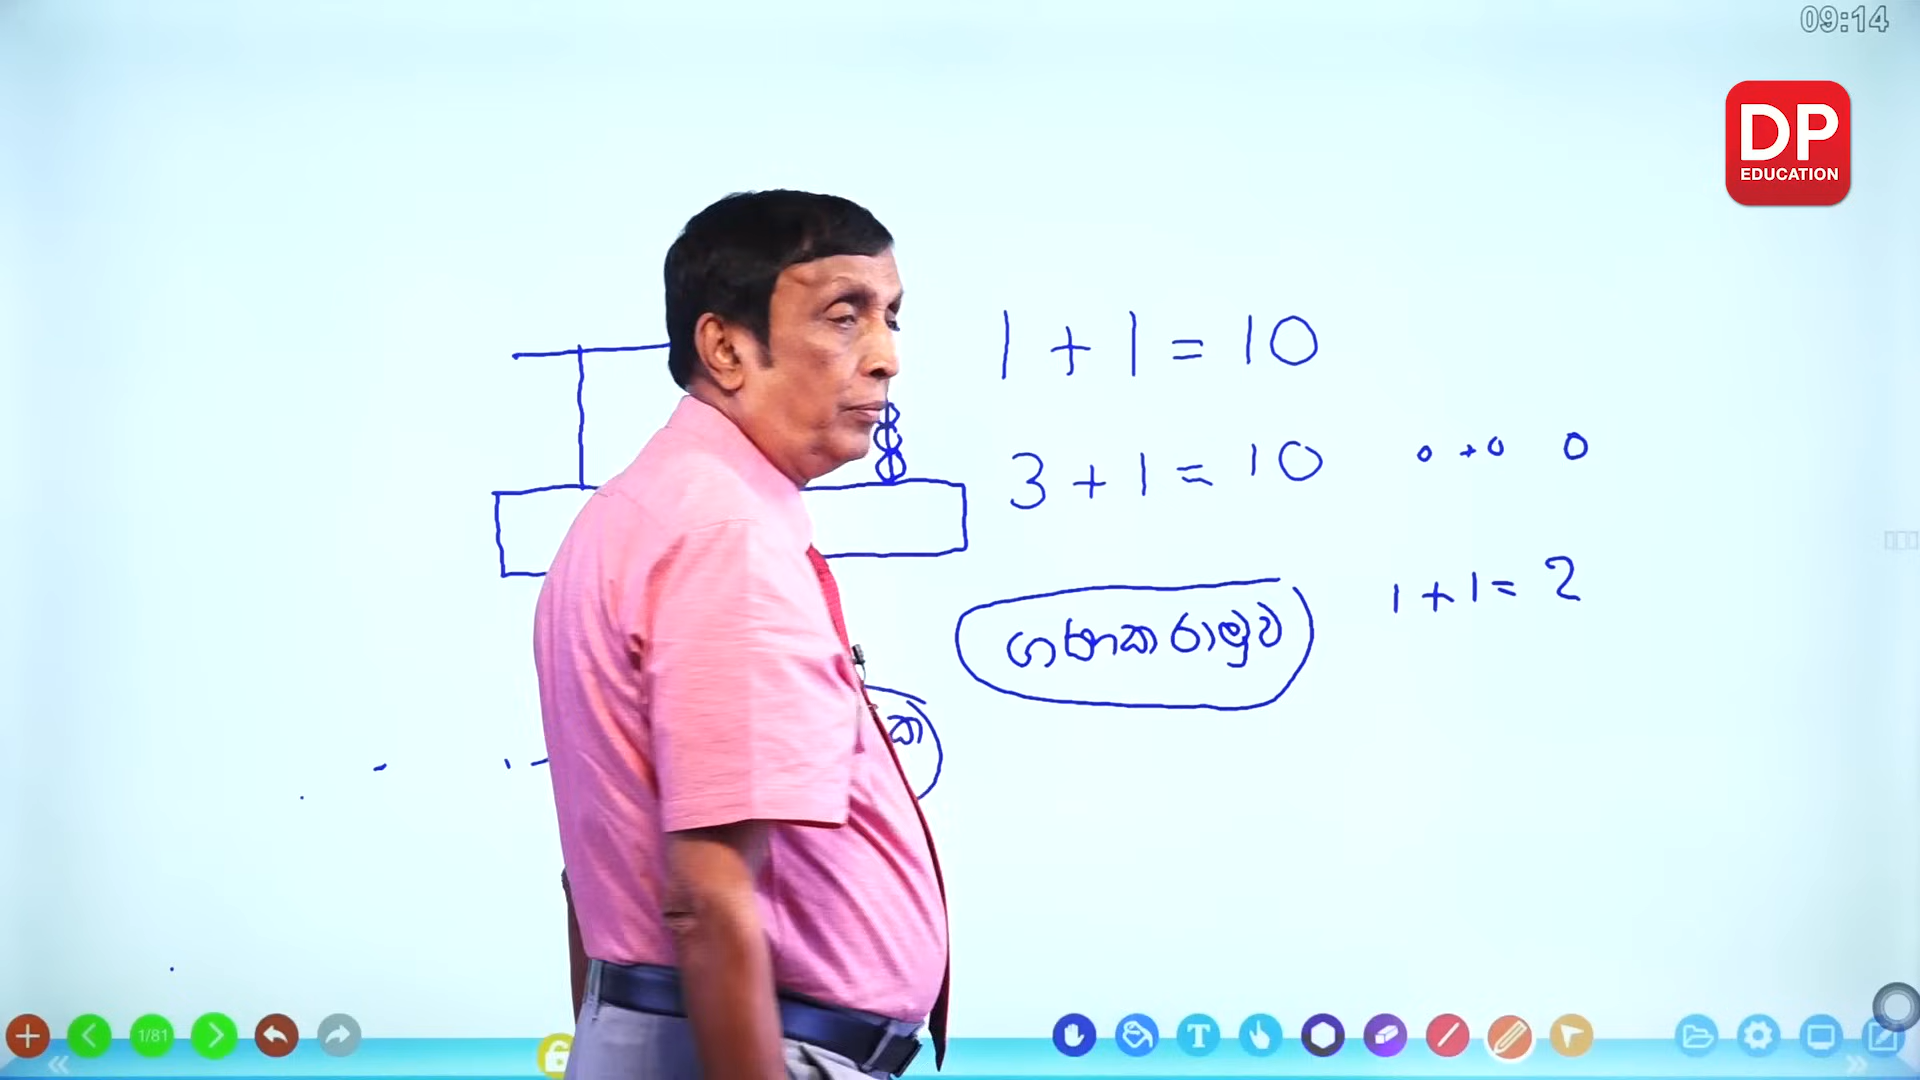 09:14
DP
EDUCATION
1 + 1 = 10
3 + 1 = 10
0 + 0 0
1 + 1 = 2
ගණක රාමුව
ක
1/81
T